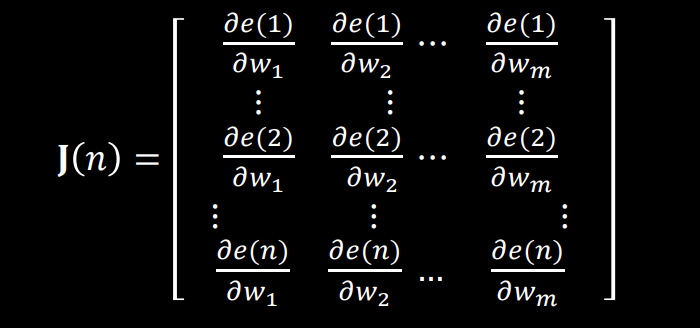 J(n) =
∂e(1)/∂w₁ ∂e(1)/∂w₂ ⋯ ∂e(1)/∂wₘ
⋮ ⋮ ⋮
∂e(2)/∂w₁ ∂e(2)/∂w₂ ⋯ ∂e(2)/∂wₘ
⋮ ⋮ ⋮
∂e(n)/∂w₁ ∂e(n)/∂w₂ … ∂e(n)/∂wₘ